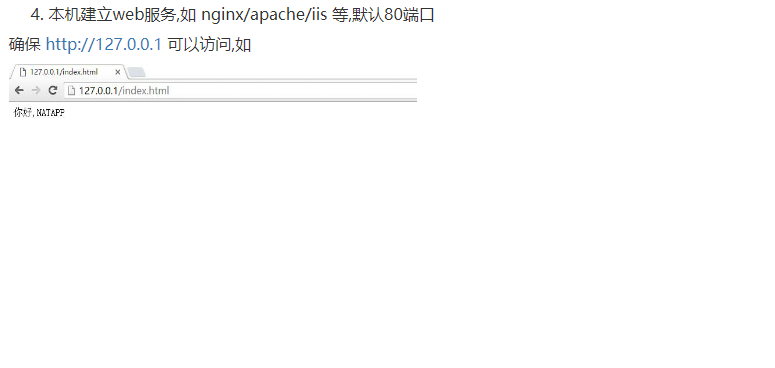 4. 本机建立web服务,如 nginx/apache/iis 等,默认80端口
确保 http://127.0.0.1 可以访问,如
127.0.0.1/index.html
127.0.0.1/index.html
你好,NATAPP